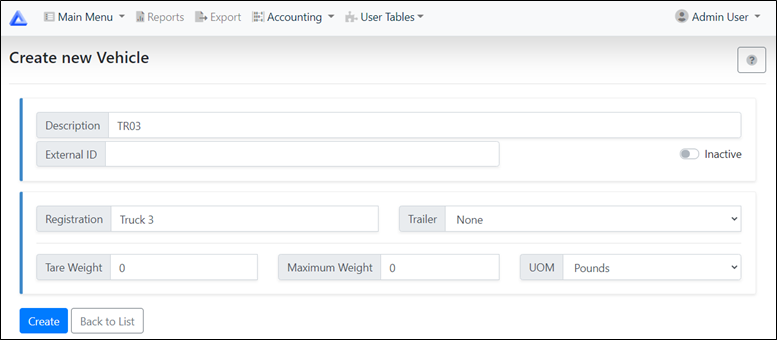 Main Menu Reports Export Accounting User Tables Admin User
Create new Vehicle ?
Description TR03
External ID Inactive
Registration Truck 3 Trailer None
Tare Weight 0 Maximum Weight 0 UOM Pounds
Create Back to List